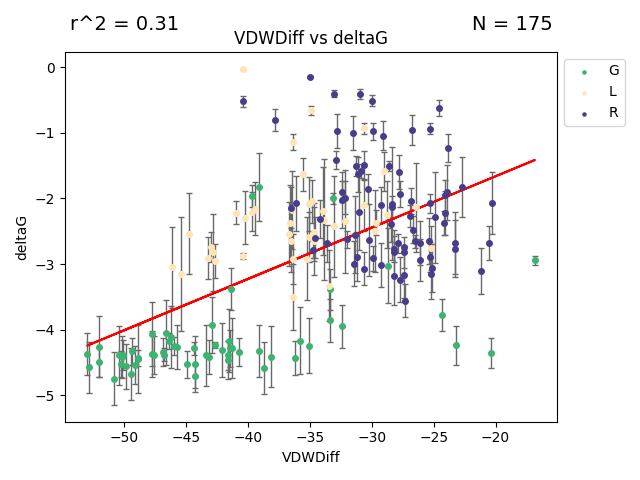 r^2 = 0.31 N = 175
VDWDiff vs deltaG
G
L
R
deltaG
0
−1
−2
−3
−4
−5
−50 −45 −40 −35 −30 −25 −20
VDWDiff